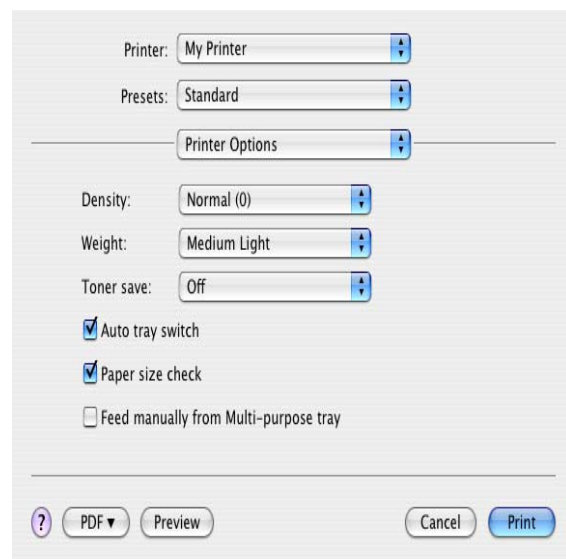 Printer: My Printer
Presets: Standard
Printer Options
Density: Normal (0)
Weight: Medium Light
Toner save: Off
Auto tray switch
Paper size check
Feed manually from Multi-purpose tray
? PDF ▾ Preview Cancel Print